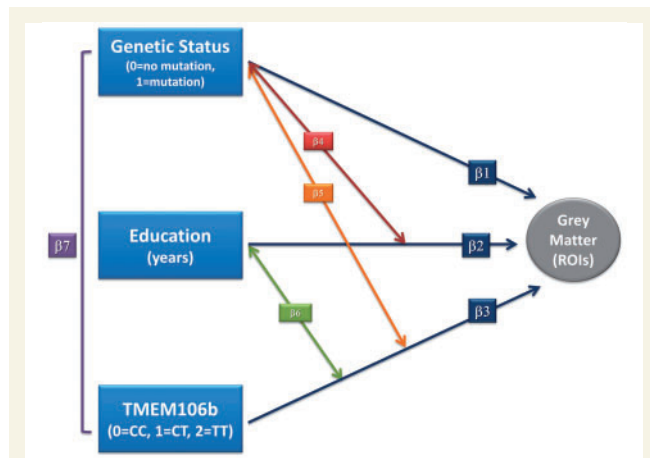 Genetic Status
(0=no mutation,
1=mutation)
β4
β5
β1
Grey
Matter
(ROIs)
β7
Education
(years)
β2
β3
β6
TMEM106b
(0=CC, 1=CT, 2=TT)